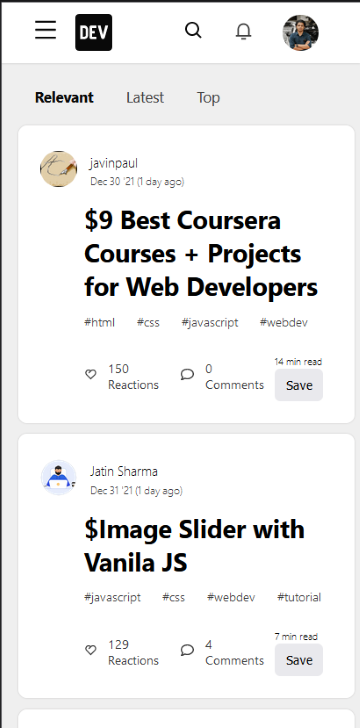 DEV
Relevant Latest Top
javinpaul
Dec 30 '21 (1 day ago)
$9 Best Coursera
Courses + Projects
for Web Developers
#html #css #javascript #webdev
14 min read
150 0
Reactions Comments Save
Jatin Sharma
Dec 31 '21 (1 day ago)
$Image Slider with
Vanila JS
#javascript #css #webdev #tutorial
7 min read
129 4
Reactions Comments Save